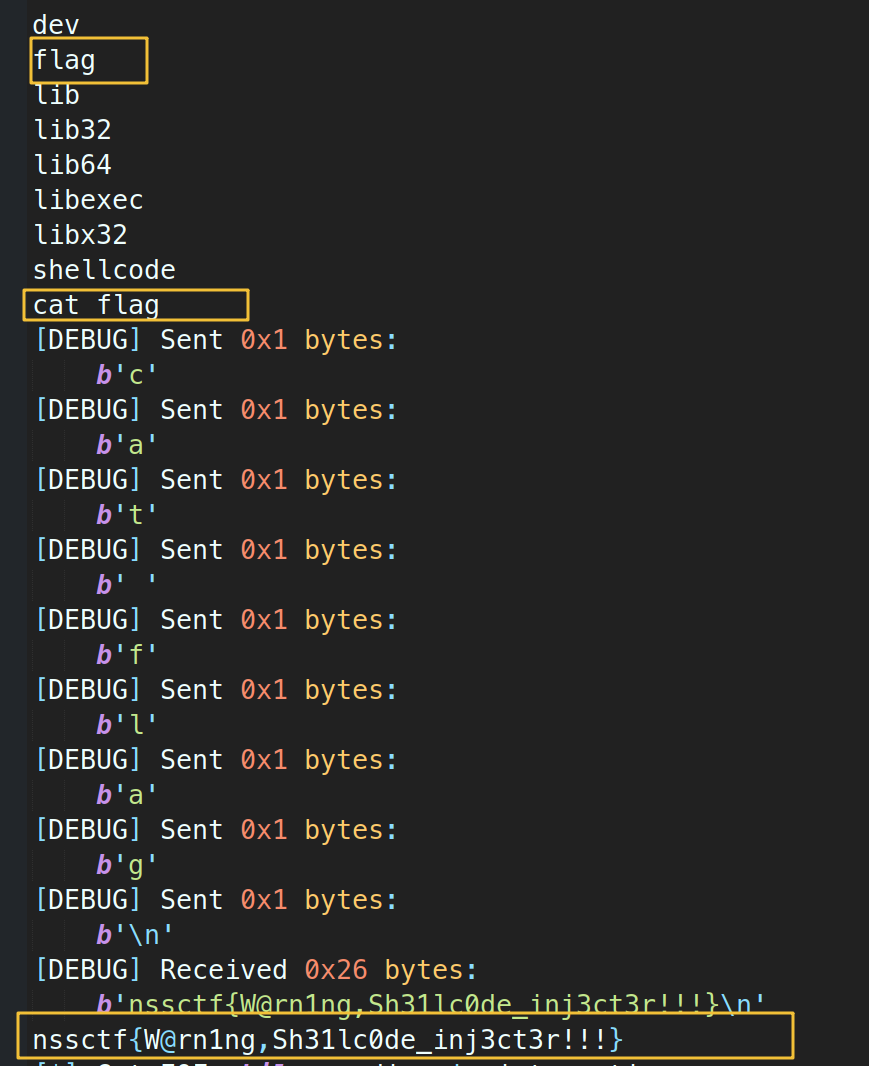 dev
flag
lib
lib32
lib64
libexec
libx32
shellcode
cat flag
[DEBUG] Sent 0x1 bytes:
b'c'
[DEBUG] Sent 0x1 bytes:
b'a'
[DEBUG] Sent 0x1 bytes:
b't'
[DEBUG] Sent 0x1 bytes:
b' '
[DEBUG] Sent 0x1 bytes:
b'f'
[DEBUG] Sent 0x1 bytes:
b'l'
[DEBUG] Sent 0x1 bytes:
b'a'
[DEBUG] Sent 0x1 bytes:
b'g'
[DEBUG] Sent 0x1 bytes:
b'\n'
[DEBUG] Received 0x26 bytes:
b'nssctf{W@rn1ng,Sh31lc0de_inj3ct3r!!!}\n'
nssctf{W@rn1ng,Sh31lc0de_inj3ct3r!!!}